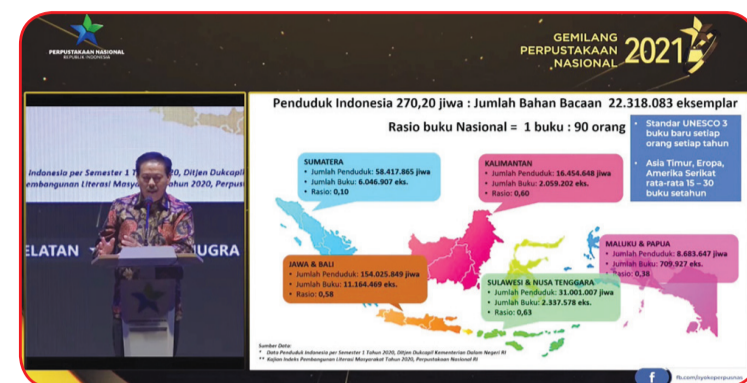 PERPUSTAKAAN NASIONAL
REPUBLIK INDONESIA
GEMILANG
PERPUSTAKAAN
NASIONAL
2021
Penduduk Indonesia 270,20 jiwa : Jumlah Bahan Bacaan 22.318.083 eksemplar
Rasio buku Nasional = 1 buku : 90 orang
• Standar UNESCO 3
buku baru setiap
orang setiap tahun
• Asia Timur, Eropa,
Amerika Serikat
rata-rata 15 – 30
buku setahun
SUMATERA
• Jumlah Penduduk: 58.417.865 jiwa
• Jumlah Buku: 6.046.907 eks.
• Rasio: 0,10
KALIMANTAN
• Jumlah Penduduk: 16.454.648 jiwa
• Jumlah Buku: 2.059.202 eks.
• Rasio: 0,60
MALUKU & PAPUA
• Jumlah Penduduk: 8.683.647 jiwa
• Jumlah Buku: 709.927 eks.
• Rasio: 0,38
JAWA & BALI
• Jumlah Penduduk: 154.025.849 jiwa
• Jumlah Buku: 11.164.469 eks.
• Rasio: 0,58
SULAWESI & NUSA TENGGARA
• Jumlah Penduduk: 31.001.007 jiwa
• Jumlah Buku: 2.337.578 eks.
• Rasio: 0,63
Indonesia per Semester 1 20, Ditjen Dukcapil
embangunan Literasi Masya ahun 2020, Perpus
ELATAN
NUGRA
Sumber Data:
* Data Penduduk Indonesia per Semester 1 Tahun 2020, Ditjen Dukcapil Kementerian Dalam Negeri RI
** Kajian Indeks Pembangunan Literasi Masyarakat Tahun 2020, Perpustakaan Nasional RI
f